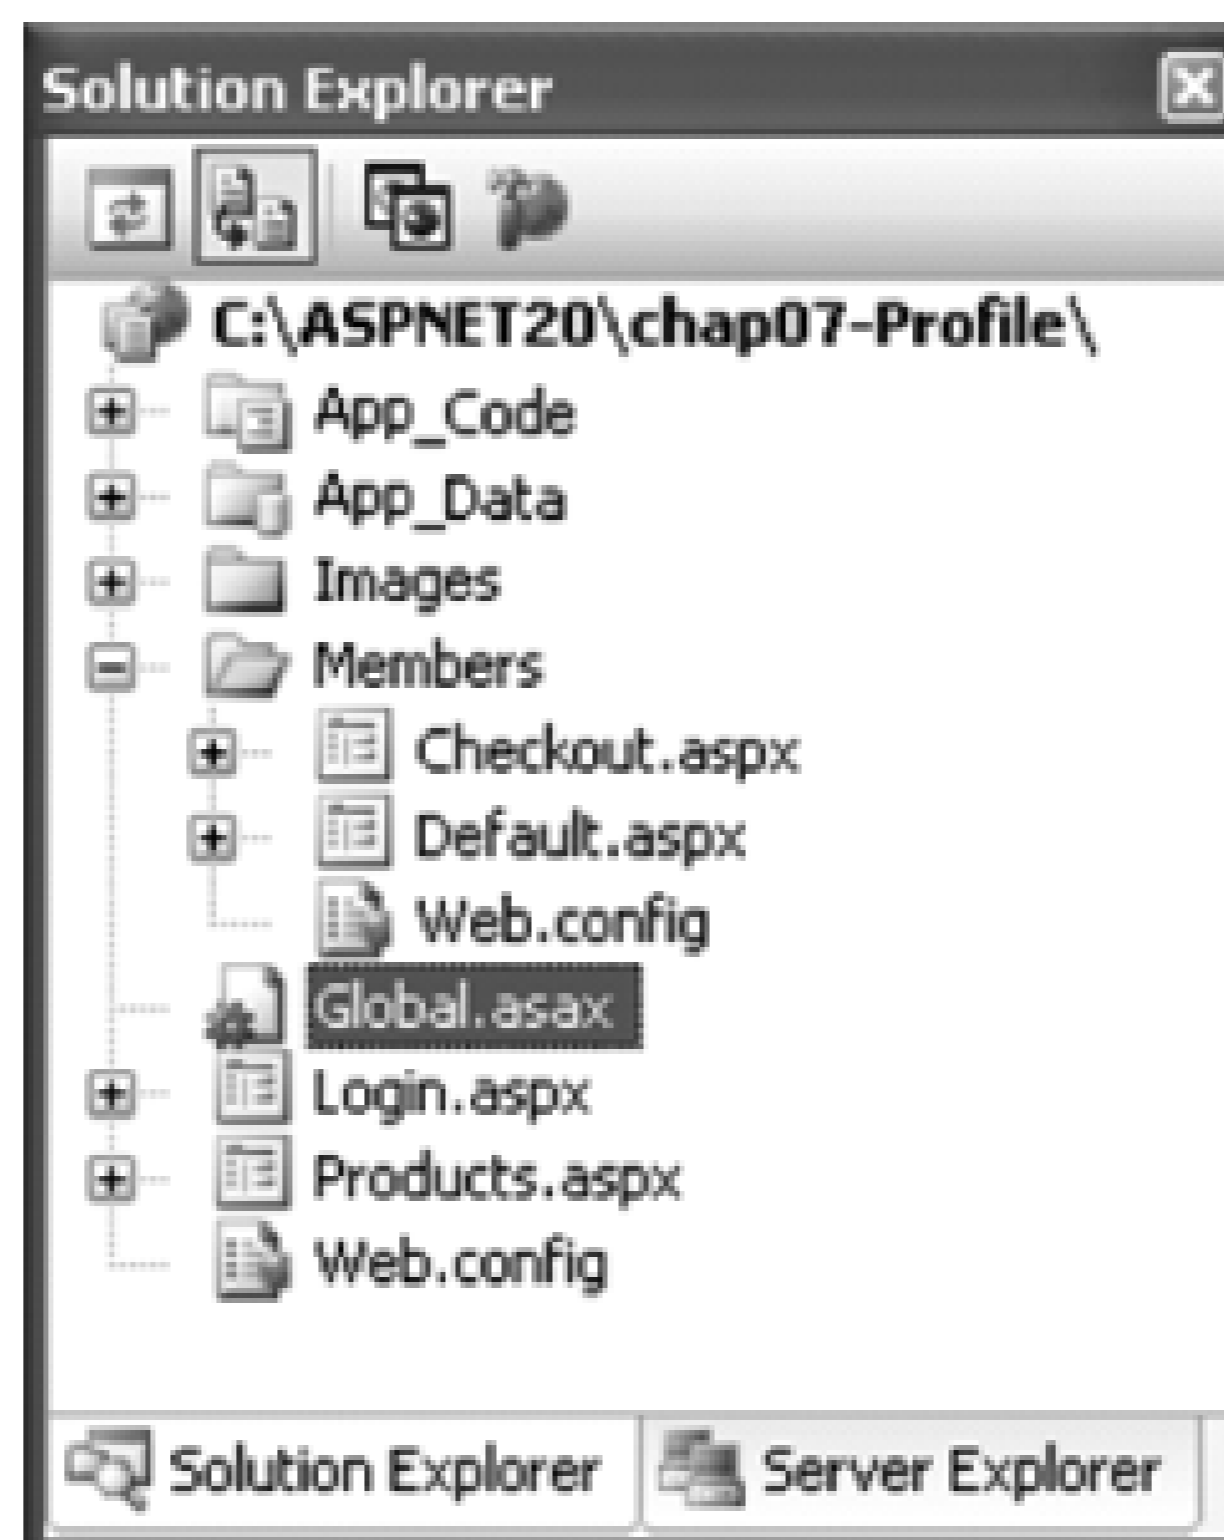 Solution Explorer
C:\ASPNET20\chap07-Profile\
App_Code
App_Data
Images
Members
Checkout.aspx
Default.aspx
Web.config
Global.asax
Login.aspx
Products.aspx
Web.config
Solution Explorer
Server Explorer